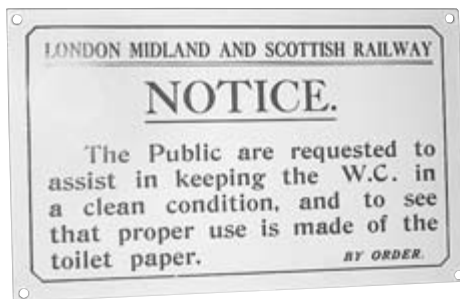 LONDON MIDLAND AND SCOTTISH RAILWAY
NOTICE.
The Public are requested to
assist in keeping the W.C. in
a clean condition, and to see
that proper use is made of the
toilet paper. BY ORDER.